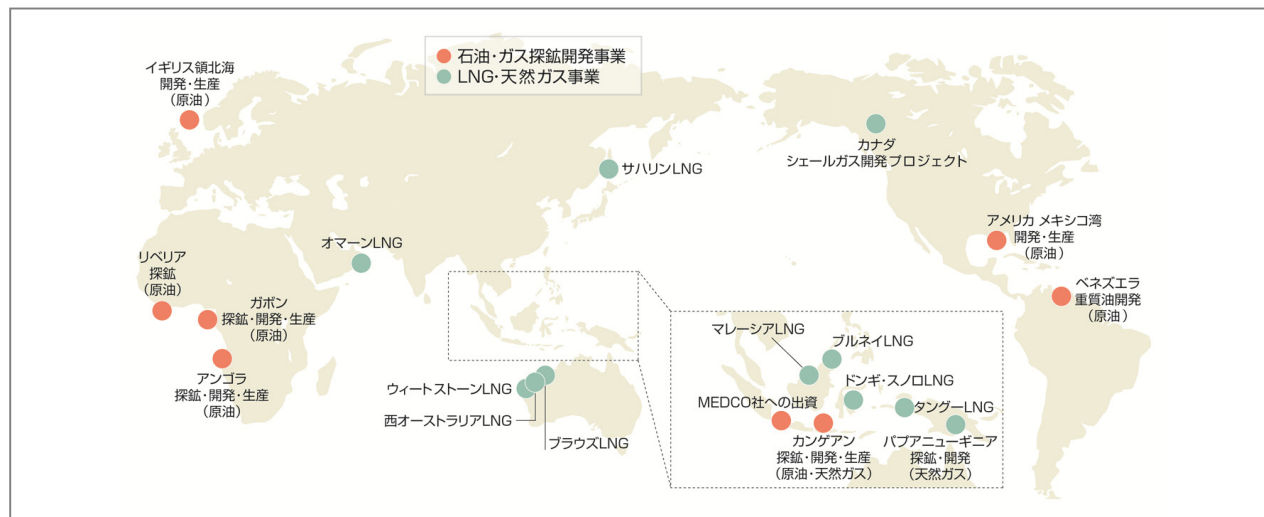 石油・ガス探鉱開発事業
LNG・天然ガス事業
イギリス領北海
開発・生産
(原油)
サハリンLNG
カナダ
シェールガス開発プロジェクト
アメリカ メキシコ湾
開発・生産
(原油)
オマーンLNG
リベリア
探鉱
(原油)
ガボン
探鉱・開発・生産
(原油)
ベネズエラ
重質油開発
(原油)
アンゴラ
探鉱・開発・生産
(原油)
ウィートストーンLNG
西オーストラリアLNG
ブラウズLNG
マレーシアLNG
ブルネイLNG
ドンギ・スノロLNG
MEDCO社への出資
タングーLNG
カンゲアン
探鉱・開発・生産
(原油・天然ガス)
パプアニューギニア
探鉱・開発
(天然ガス)